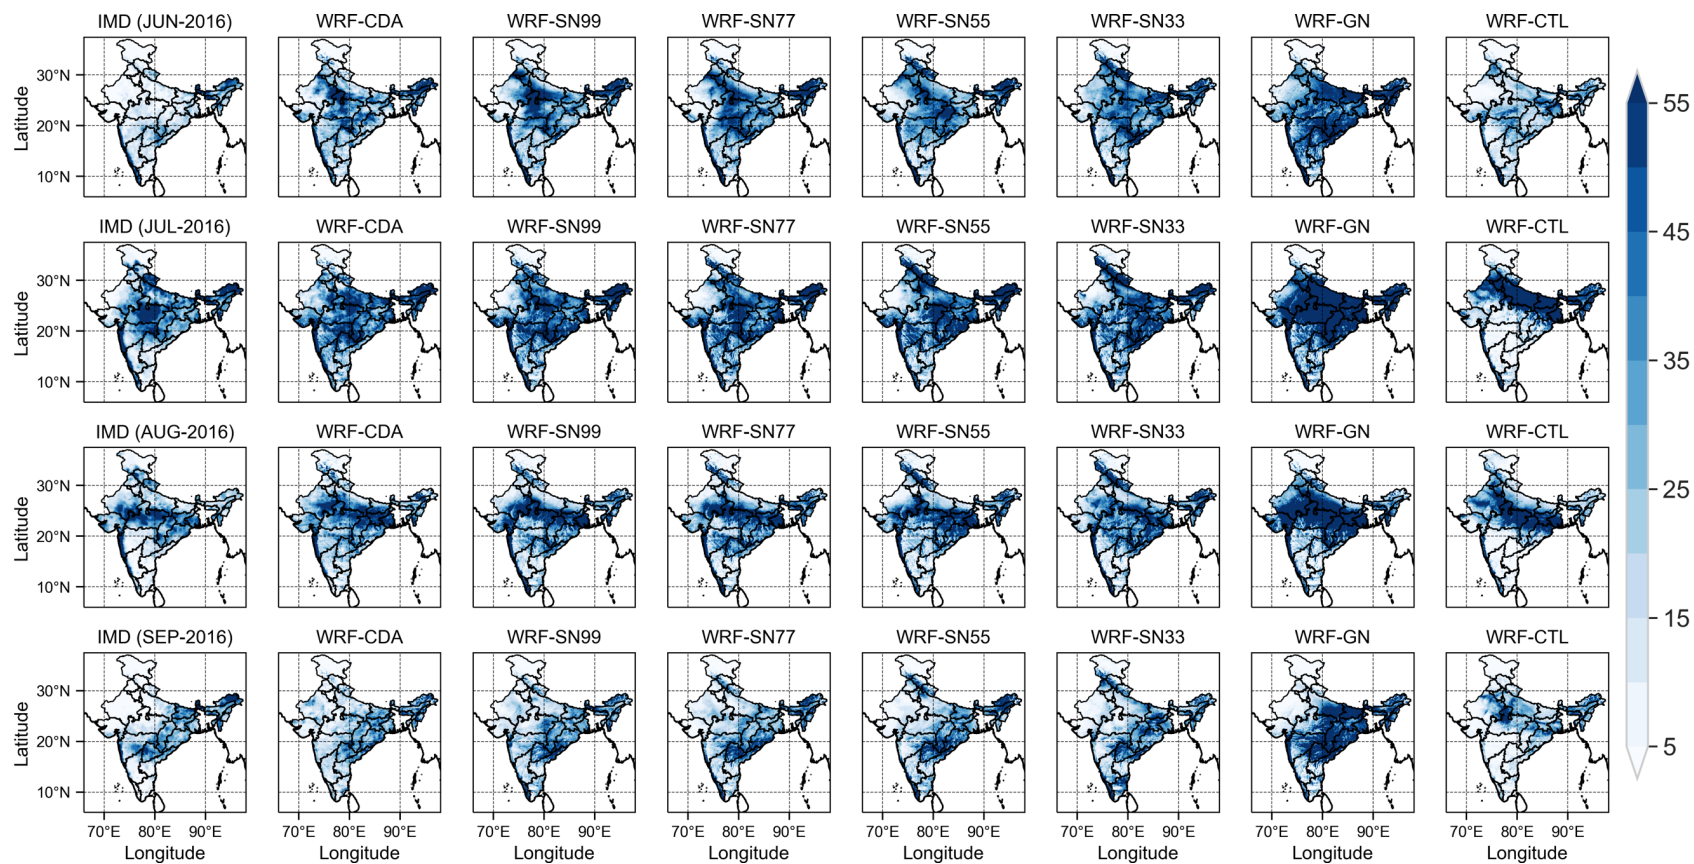 IMD (JUN-2016) WRF-CDA WRF-SN99 WRF-SN77 WRF-SN55 WRF-SN33 WRF-GN WRF-CTL
30°N
20°N
10°N
Latitude
IMD (JUL-2016) WRF-CDA WRF-SN99 WRF-SN77 WRF-SN55 WRF-SN33 WRF-GN WRF-CTL
30°N
20°N
10°N
Latitude
IMD (AUG-2016) WRF-CDA WRF-SN99 WRF-SN77 WRF-SN55 WRF-SN33 WRF-GN WRF-CTL
30°N
20°N
10°N
Latitude
IMD (SEP-2016) WRF-CDA WRF-SN99 WRF-SN77 WRF-SN55 WRF-SN33 WRF-GN WRF-CTL
30°N
20°N
10°N
Latitude
70°E 80°E 90°E 70°E 80°E 90°E 70°E 80°E 90°E 70°E 80°E 90°E 70°E 80°E 90°E 70°E 80°E 90°E 70°E 80°E 90°E 70°E 80°E 90°E
Longitude Longitude Longitude Longitude Longitude Longitude Longitude Longitude
55
45
35
25
15
5